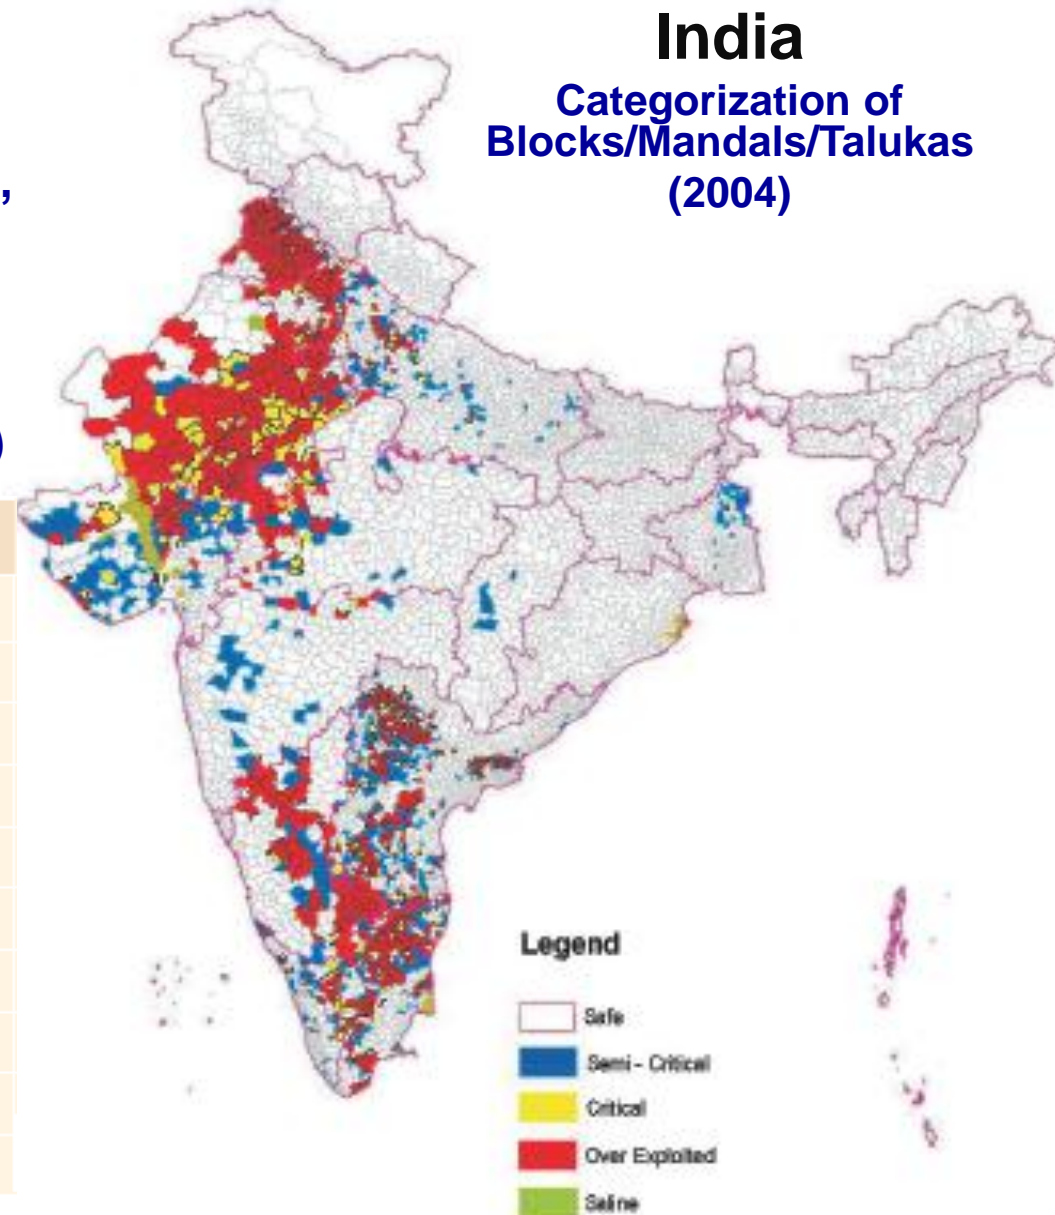 India
Categorization of
Blocks/Mandals/Talukas
(2004)
,
)
Legend
Safe
Semi - Critical
Critical
Over Exploited
Saline